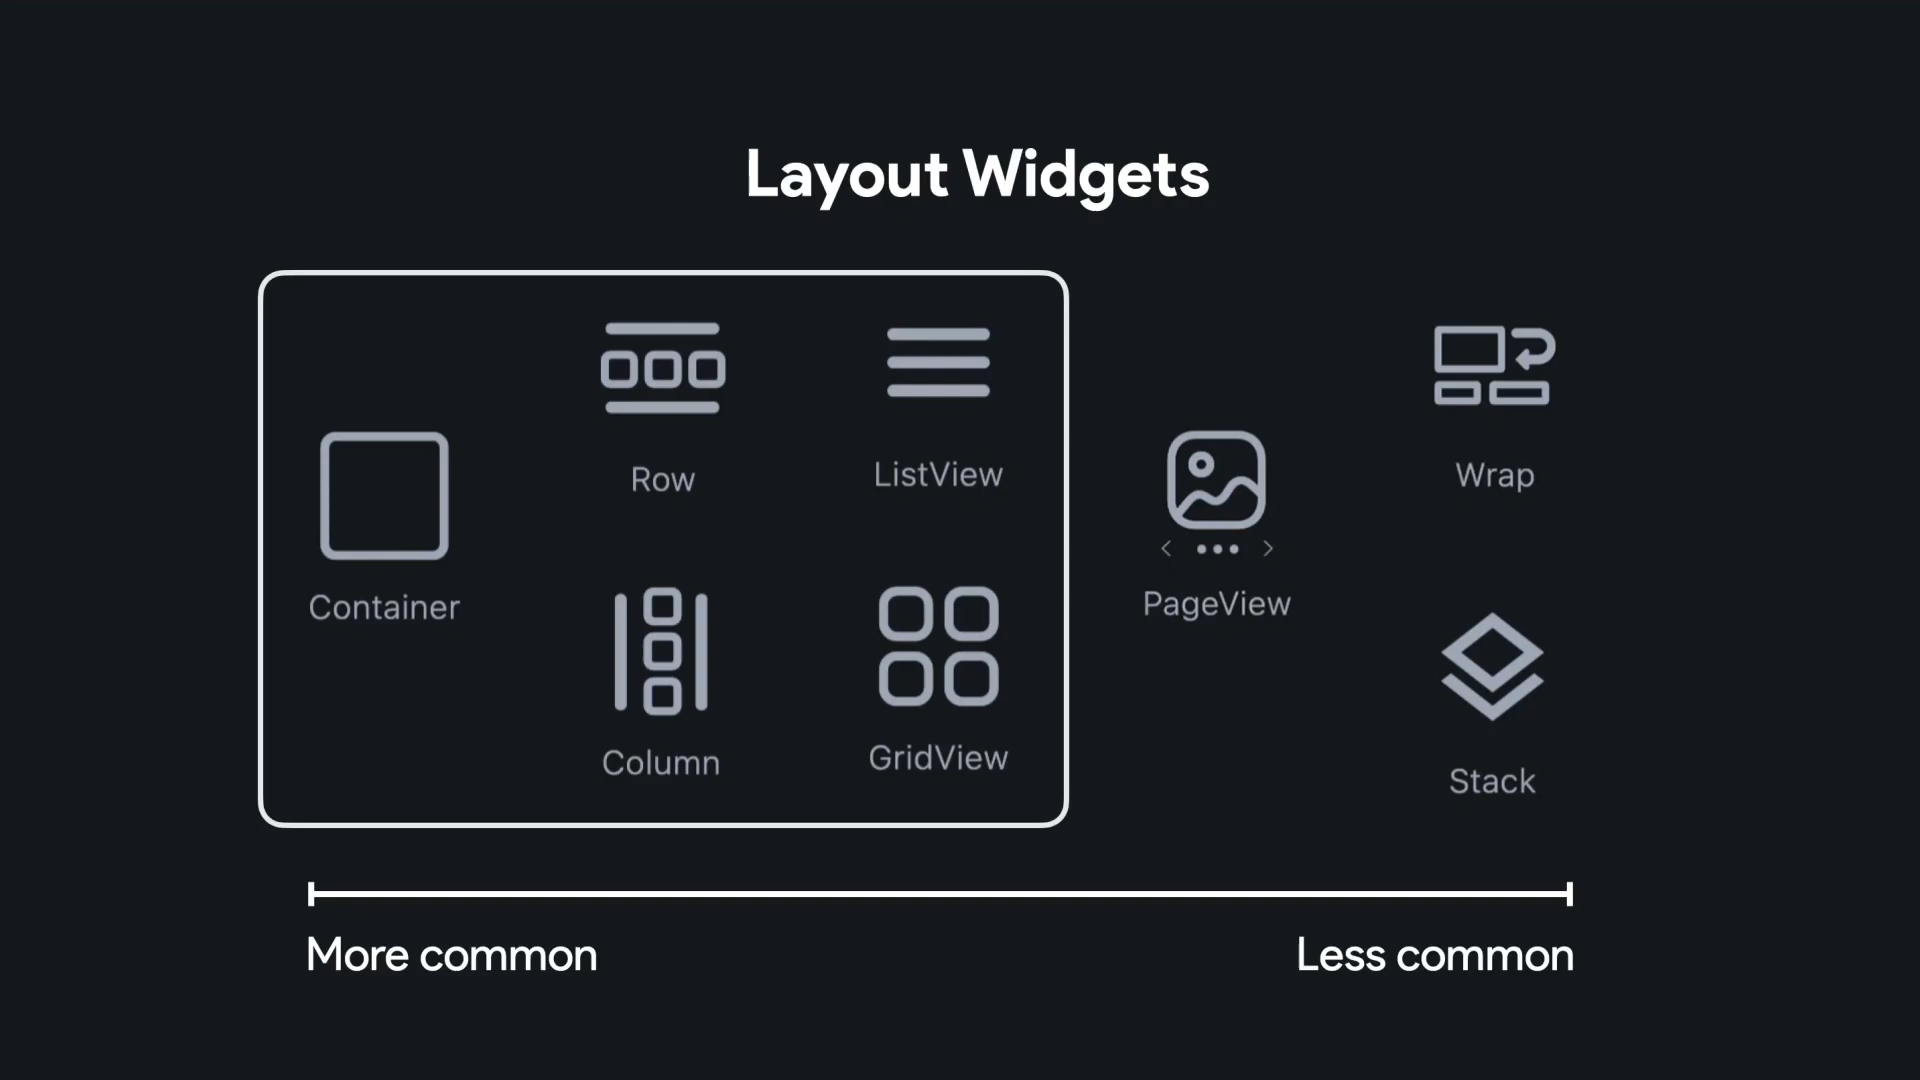 Layout Widgets
Container
Row
Column
ListView
GridView
PageView
Wrap
Stack
More common
Less common